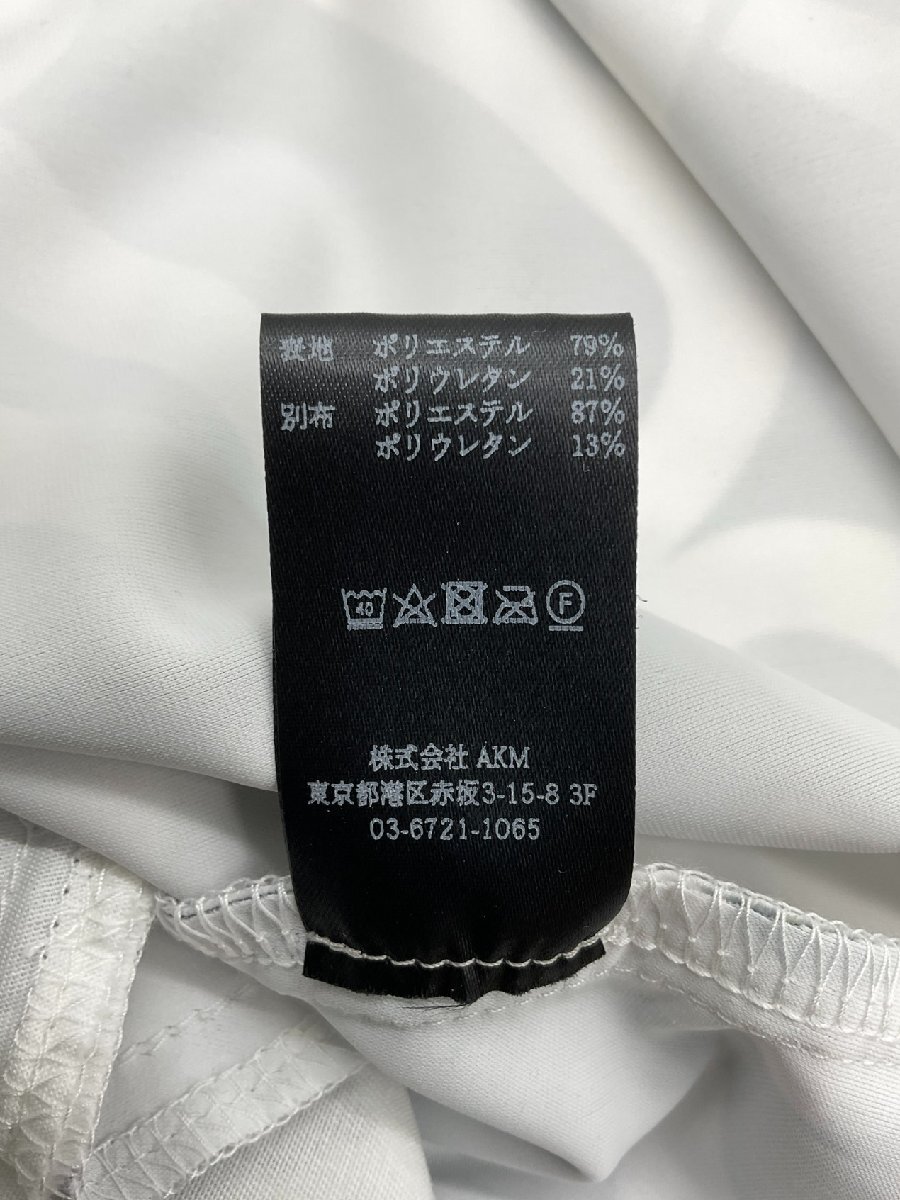 表地 ポリエステル 79%
ポリウレタン 21%
別布 ポリエステル 87%
ポリウレタン 13%
40 F
株式会社 AKM
東京都港区赤坂3-15-8 3F
03-6721-1065